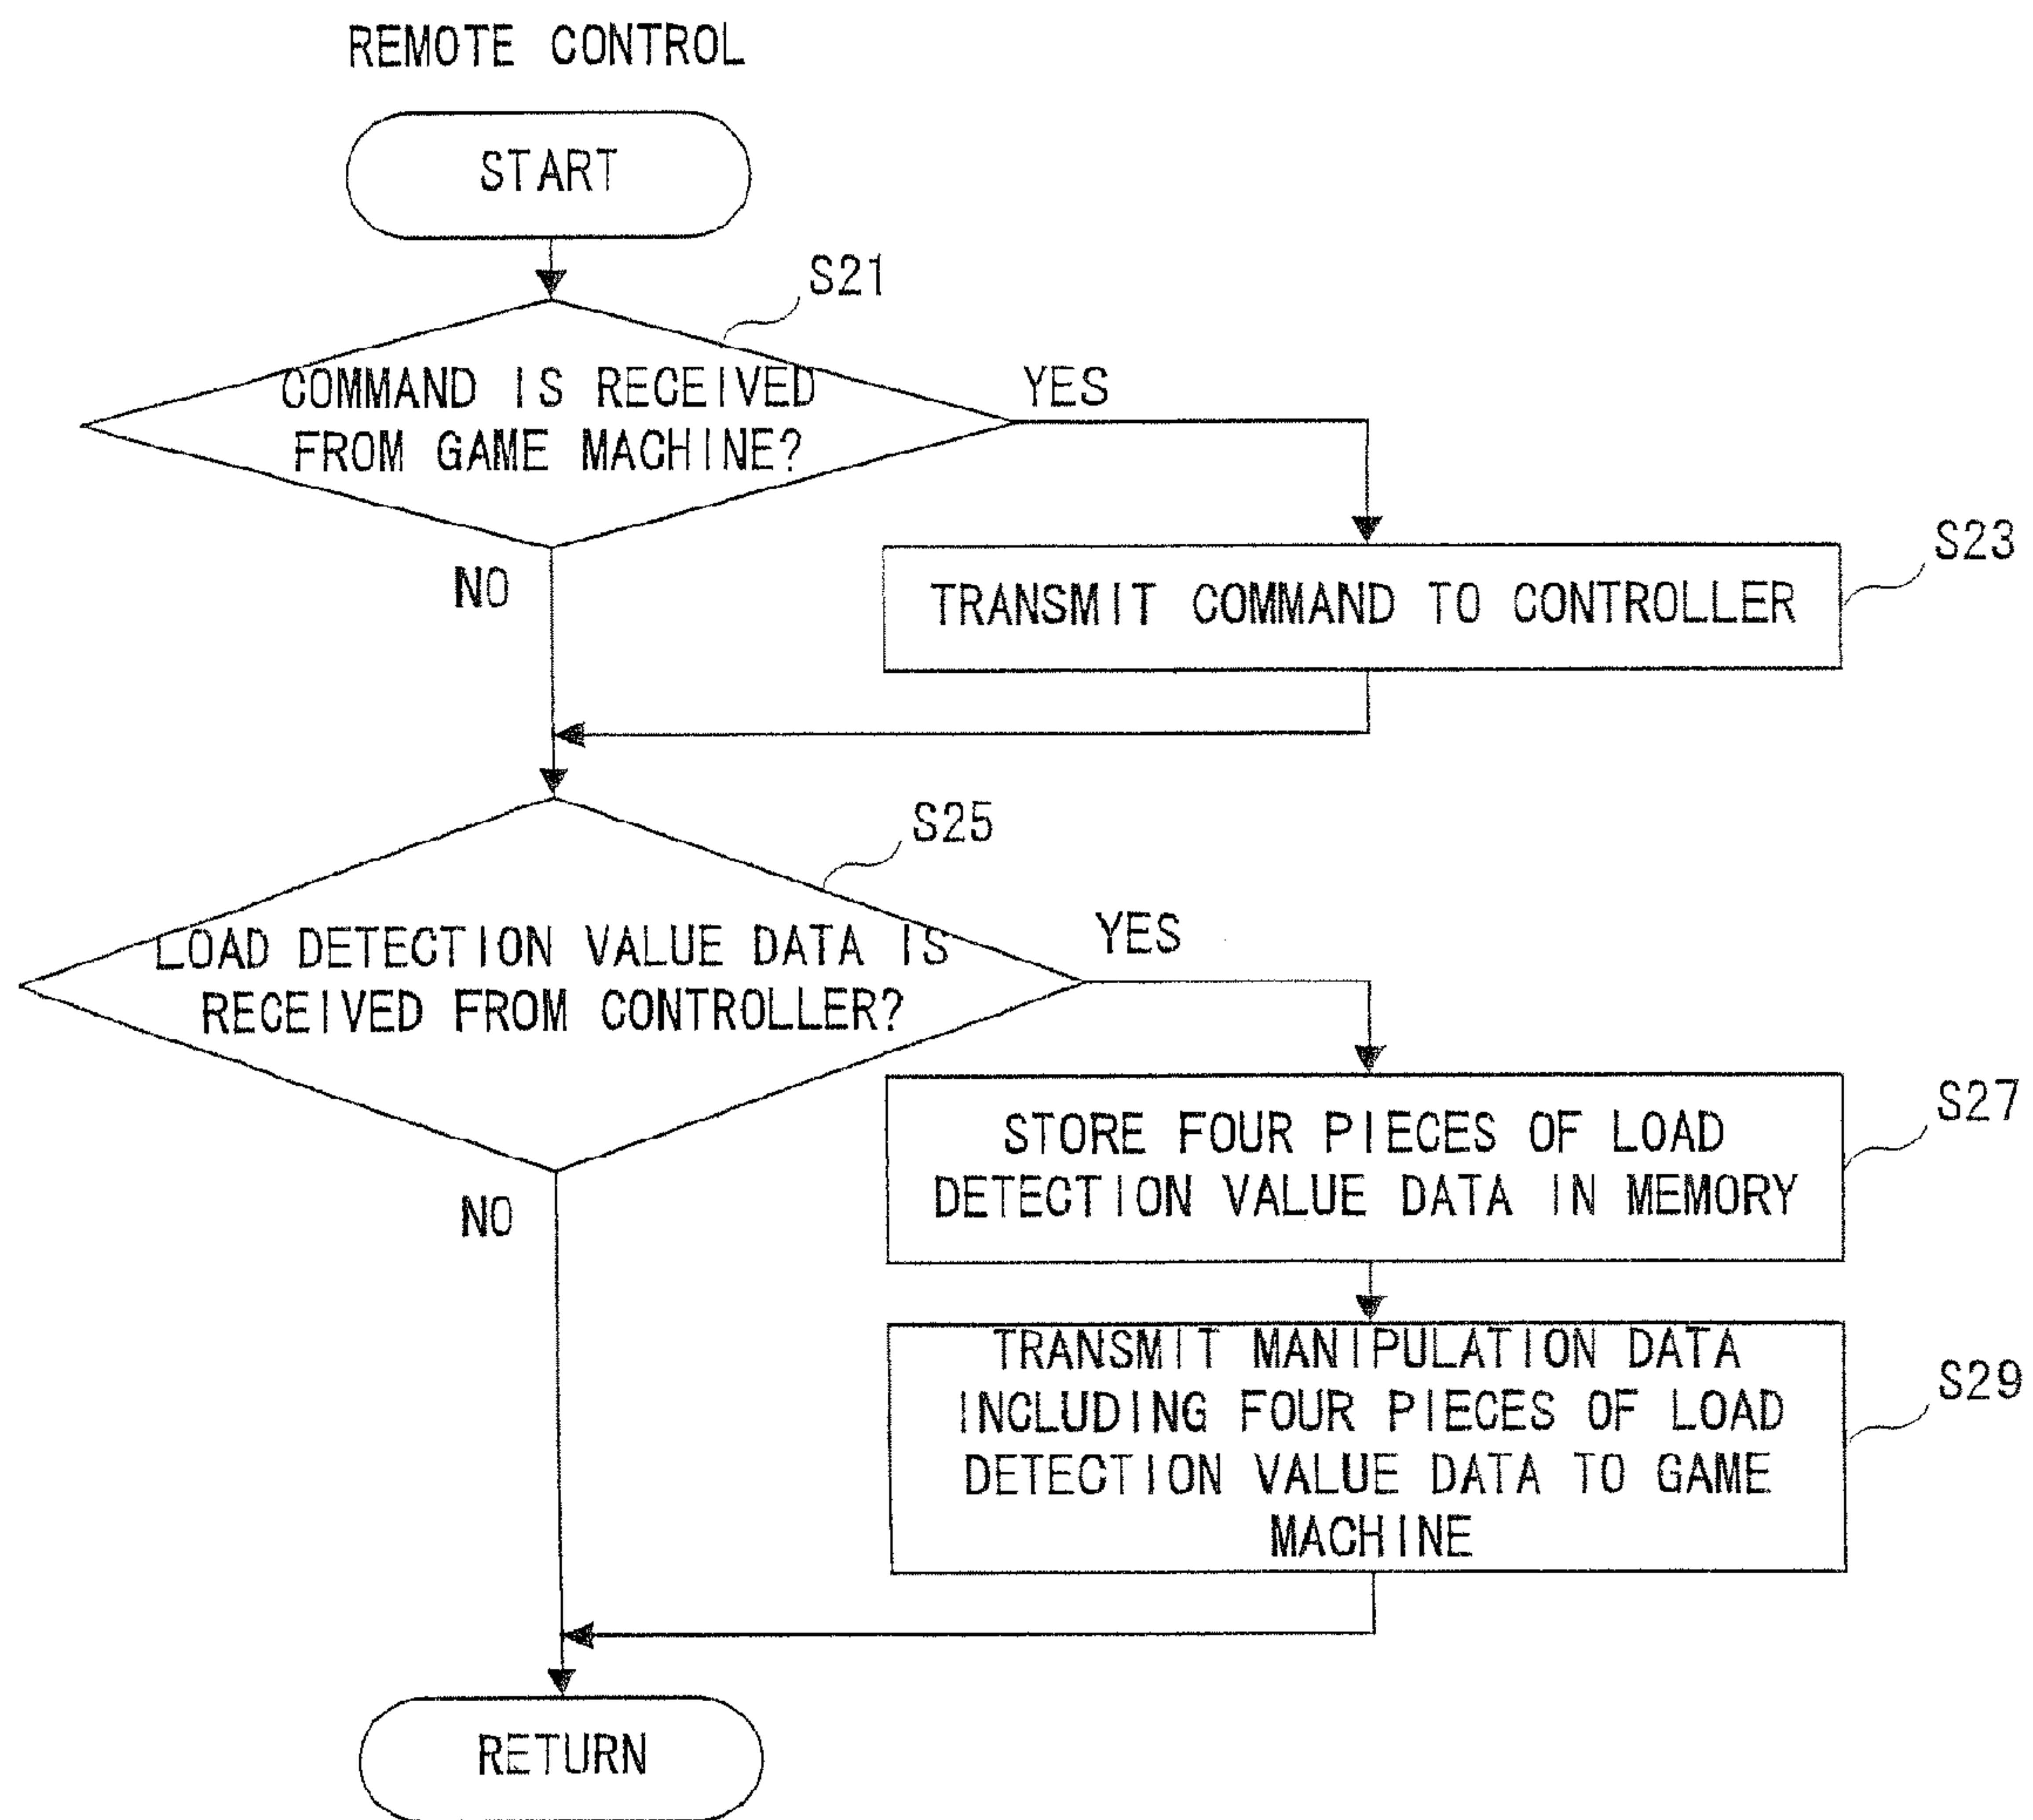 REMOTE CONTROL
START
S21
COMMAND IS RECEIVED
FROM GAME MACHINE?
YES
NO
S23
TRANSMIT COMMAND TO CONTROLLER
S25
LOAD DETECTION VALUE DATA IS
RECEIVED FROM CONTROLLER?
YES
NO
S27
STORE FOUR PIECES OF LOAD
DETECTION VALUE DATA IN MEMORY
S29
TRANSMIT MANIPULATION DATA
INCLUDING FOUR PIECES OF LOAD
DETECTION VALUE DATA TO GAME
MACHINE
RETURN